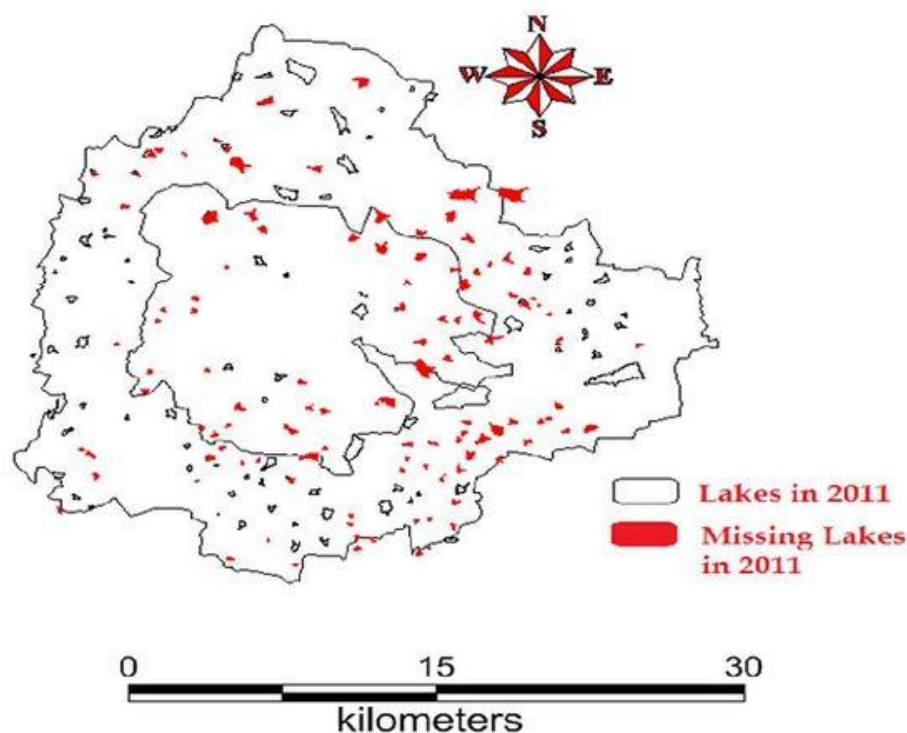 N
W E
S
Lakes in 2011
Missing Lakes
in 2011
0 15 30
kilometers